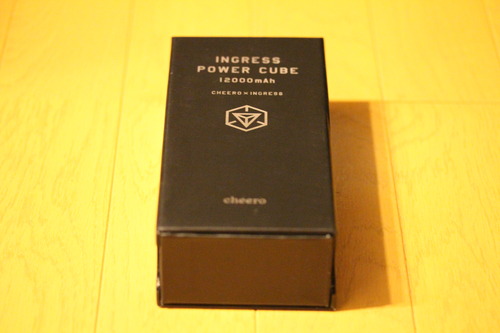 INGRESS
POWER CUBE
12000mAh
CHEERO × INGRESS
cheero